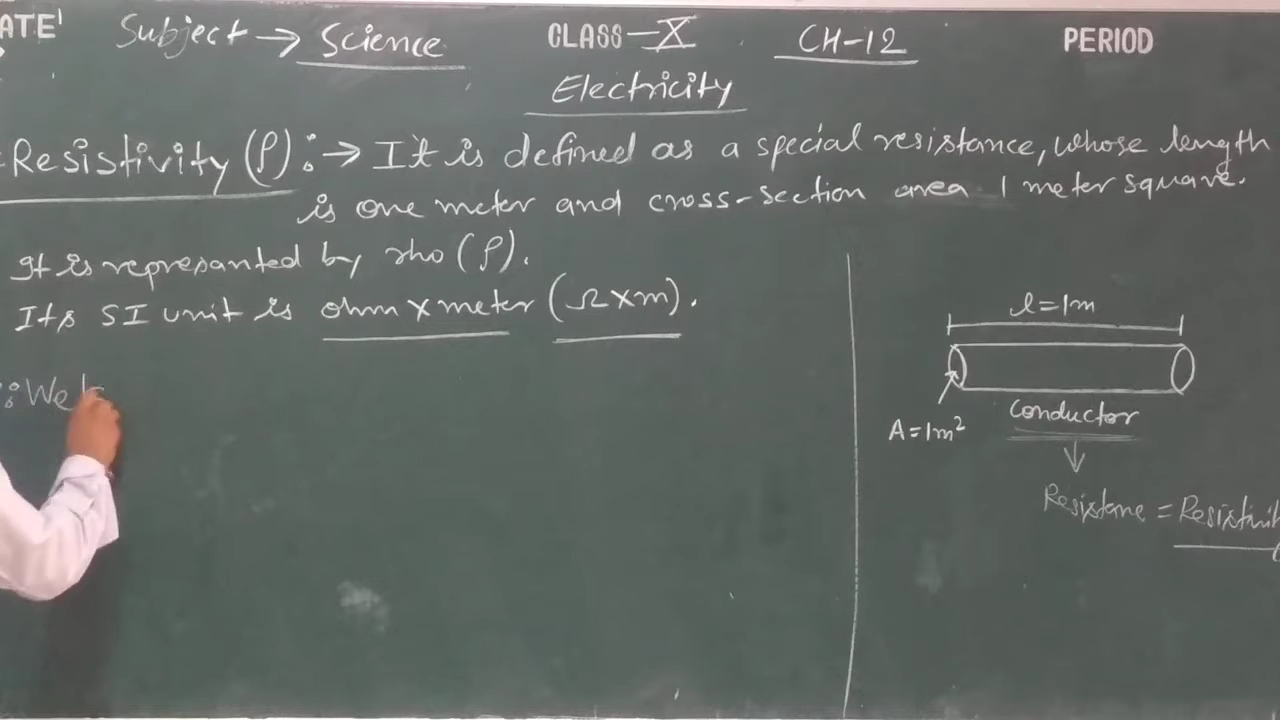 ATE'
Subject → Science
CLASS - X
CH-12
PERIOD
Electricity
Resistivity (ρ) : → It is defined as a special resistance, whose length
is one meter and cross-section area 1 meter square.
It is represanted by rho (ρ).
Its SI unit is ohm × meter (Ω × m).
∴ We
l = 1m
A = 1m²
Conductor
↓
Resistane = Resistivit